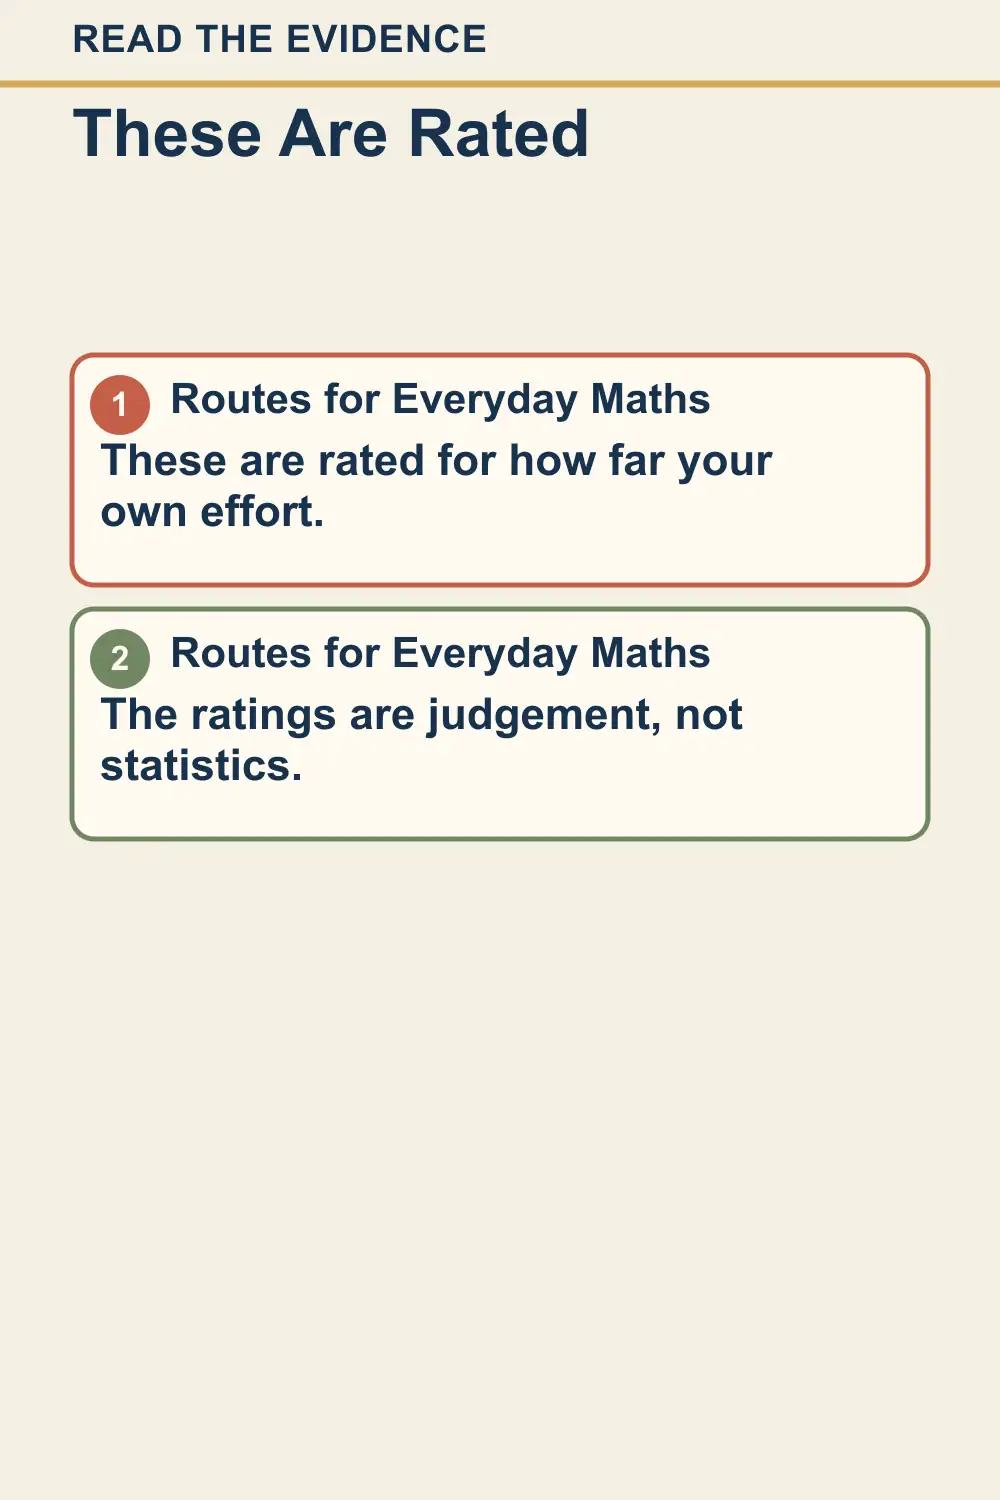 READ THE EVIDENCE
These Are Rated
1 Routes for Everyday Maths
These are rated for how far your
own effort.
2 Routes for Everyday Maths
The ratings are judgement, not
statistics.